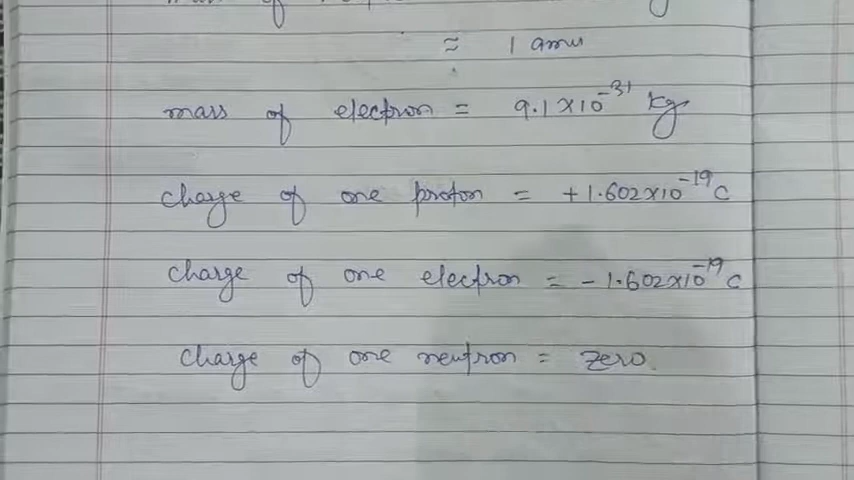 ≈ 1 amu
mass of electron = 9.1×10⁻³¹ kg
charge of one proton = +1.602×10⁻¹⁹ C
charge of one electron = -1.602×10⁻¹⁹ C
charge of one neutron = zero.